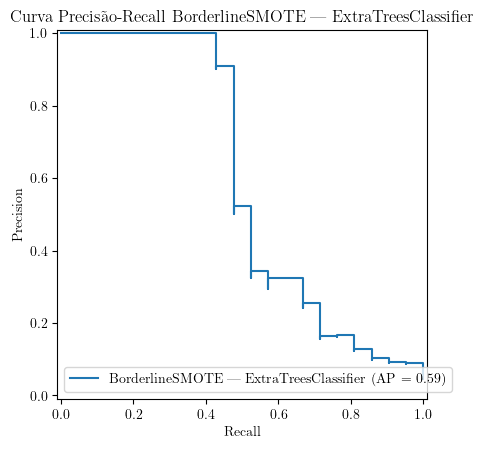 Curva Precisão-Recall BorderlineSMOTE — ExtraTreesClassifier
1.0
0.8
0.6
0.4
0.2
0.0
Precision
BorderlineSMOTE — ExtraTreesClassifier (AP = 0.59)
0.0 0.2 0.4 0.6 0.8 1.0
Recall